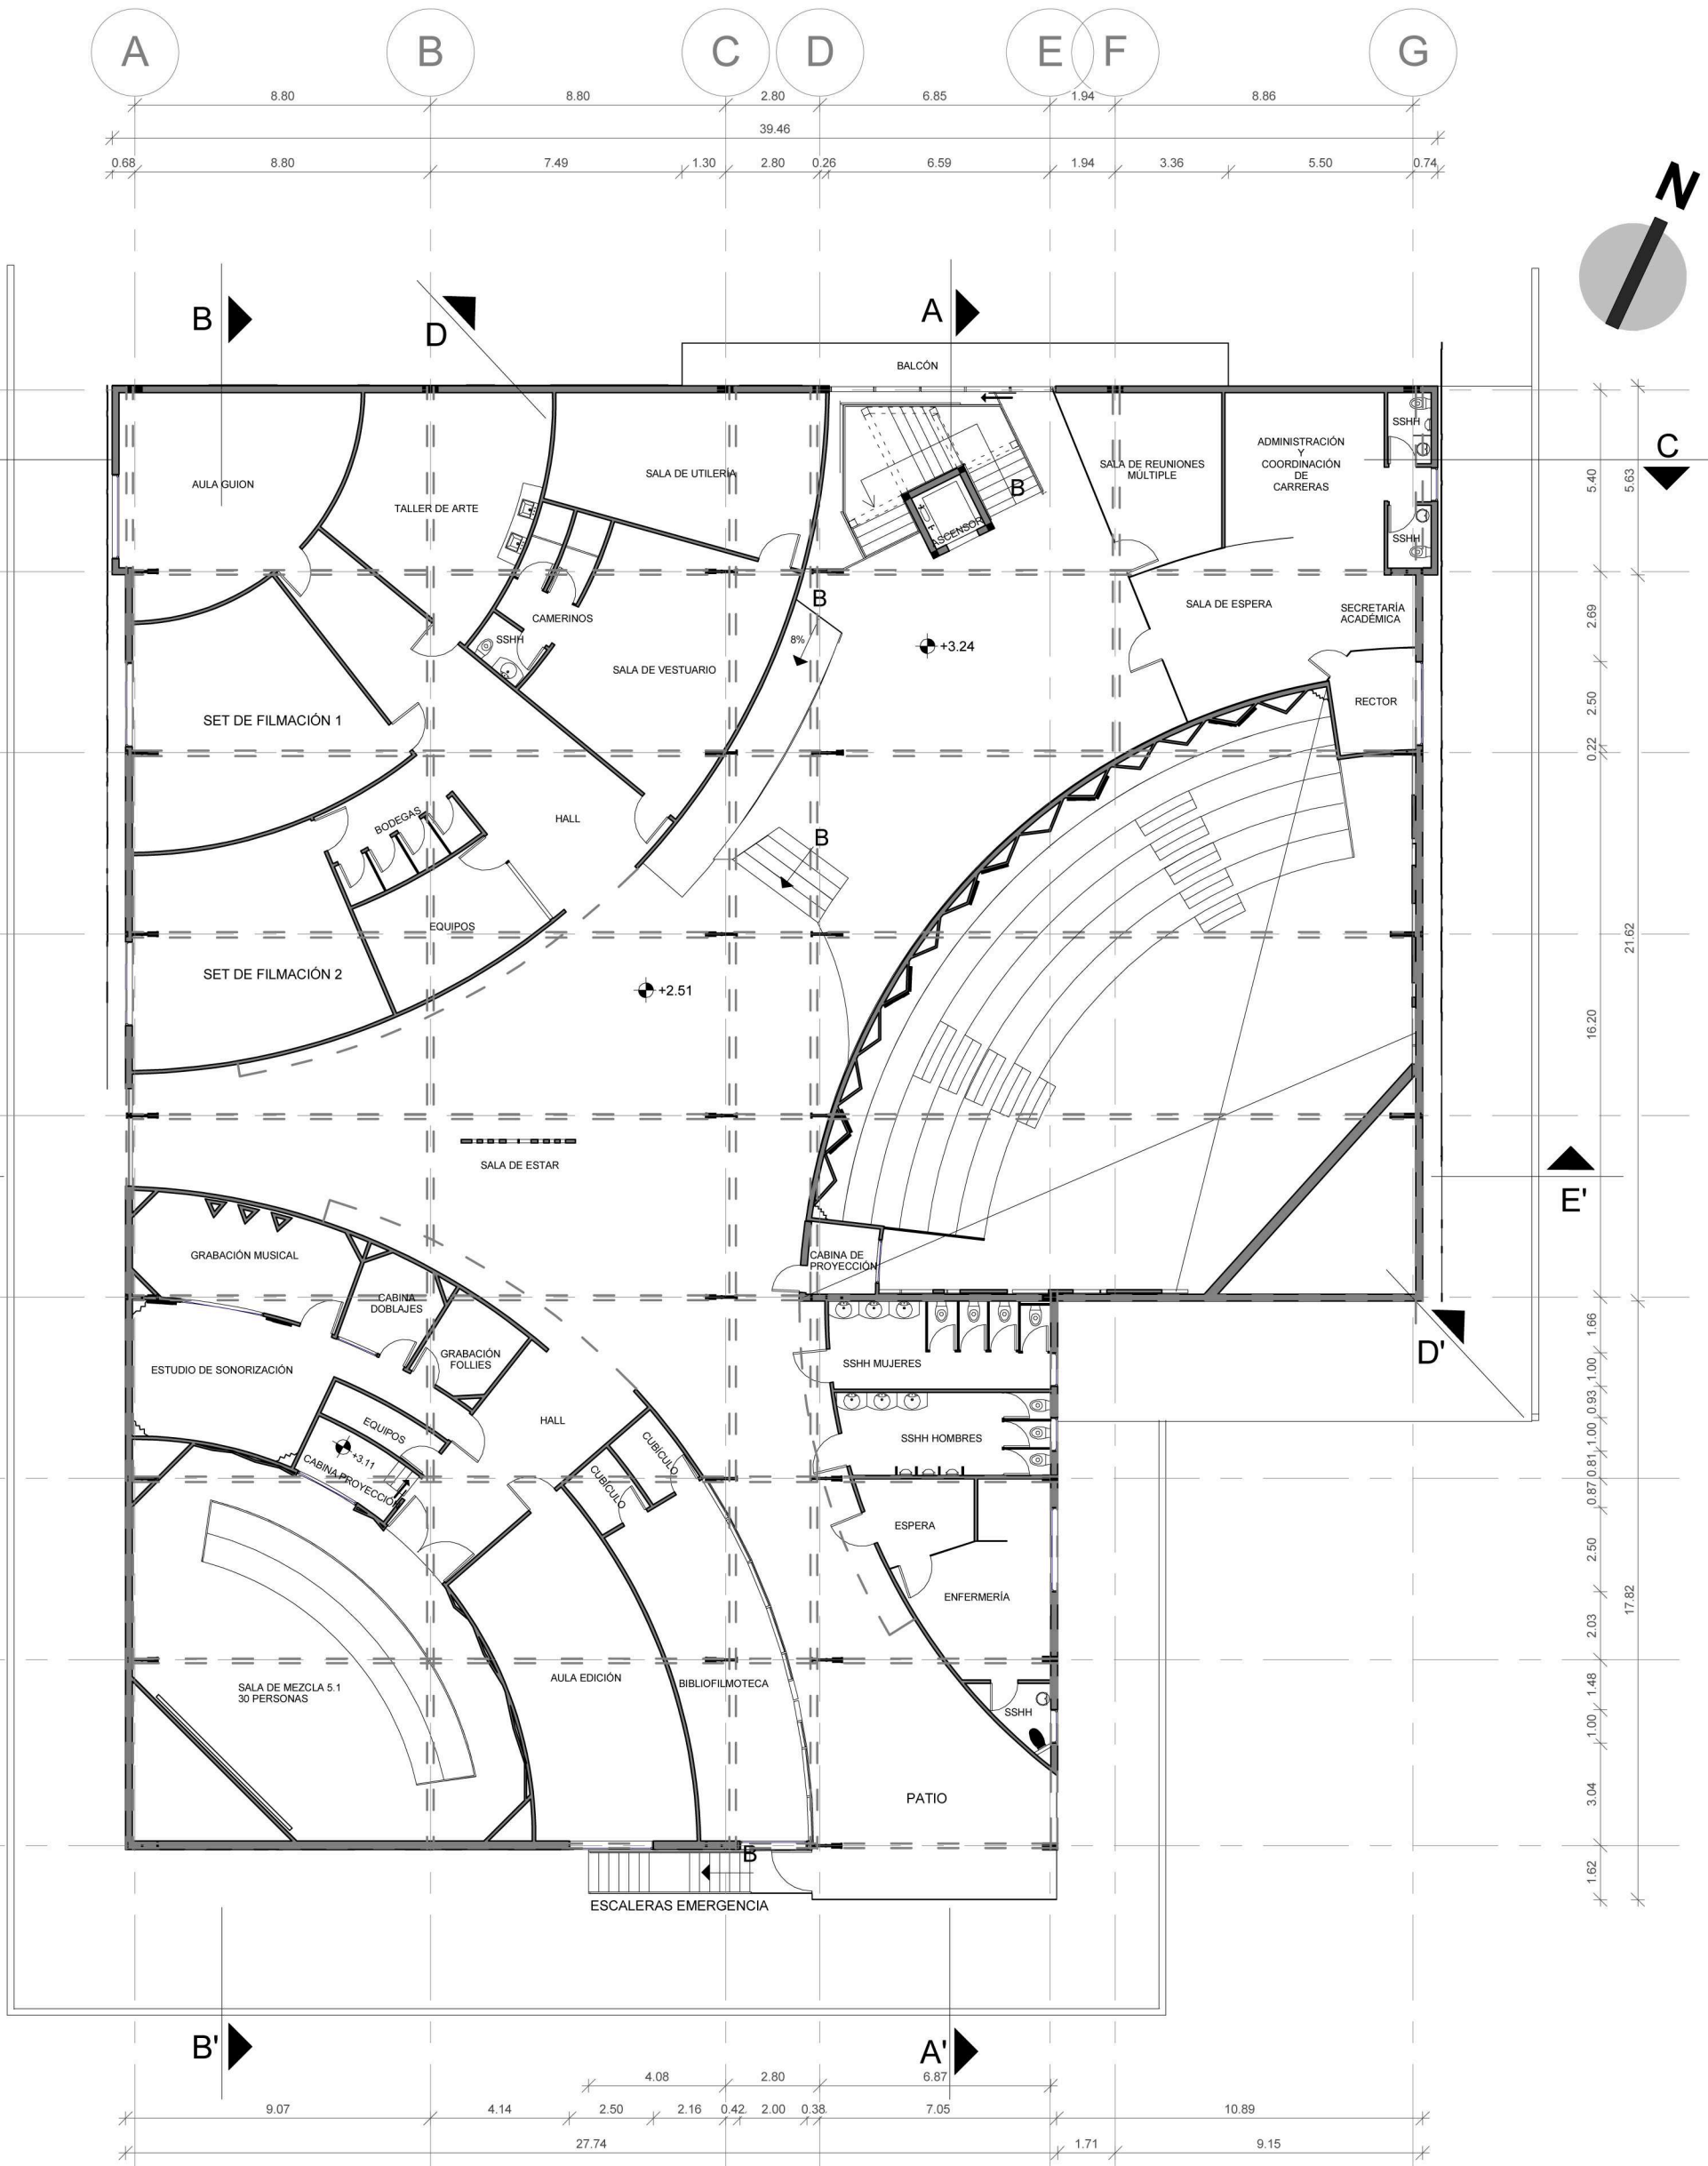 A B C D E F G
8.80 8.80 2.80 6.85 1.94 8.86
39.46
0.68 8.80 7.49 1.30 2.80 0.26 6.59 1.94 3.36 5.50 0.74
N
B
D
A
C
BALCÓN
AULA GUION
TALLER DE ARTE
SALA DE UTILERÍA
B
ASCENSOR
SALA DE REUNIONES
MÚLTIPLE
ADMINISTRACIÓN
Y
COORDINACIÓN
DE
CARRERAS
SSHH
SSHH
CAMERINOS
SSHH
SALA DE VESTUARIO
B
8%
+3.24
SALA DE ESPERA
SECRETARÍA
ACADÉMICA
RECTOR
SET DE FILMACIÓN 1
BODEGAS
HALL
B
EQUIPOS
SET DE FILMACIÓN 2
+2.51
SALA DE ESTAR
GRABACIÓN MUSICAL
CABINA
DOBLAJES
GRABACIÓN
FOLLIES
ESTUDIO DE SONORIZACIÓN
EQUIPOS
+3.11
CABINA PROYECCIÓN
HALL
CUBÍCULO
CUBÍCULO
CABINA DE
PROYECCIÓN
SSHH MUJERES
SSHH HOMBRES
ESPERA
ENFERMERÍA
SSHH
AULA EDICIÓN
BIBLIOFILMOTECA
SALA DE MEZCLA 5.1
30 PERSONAS
PATIO
B
ESCALERAS EMERGENCIA
E'
D'
5.40
2.69
2.50
0.22
16.20
1.66
1.00
0.93
1.00
0.81
0.87
2.50
2.03
1.48
1.00
3.04
1.62
5.63
21.62
17.82
B'
A'
4.08 2.80 6.87
9.07 4.14 2.50 2.16 0.42 2.00 0.38 7.05 10.89
27.74 1.71 9.15